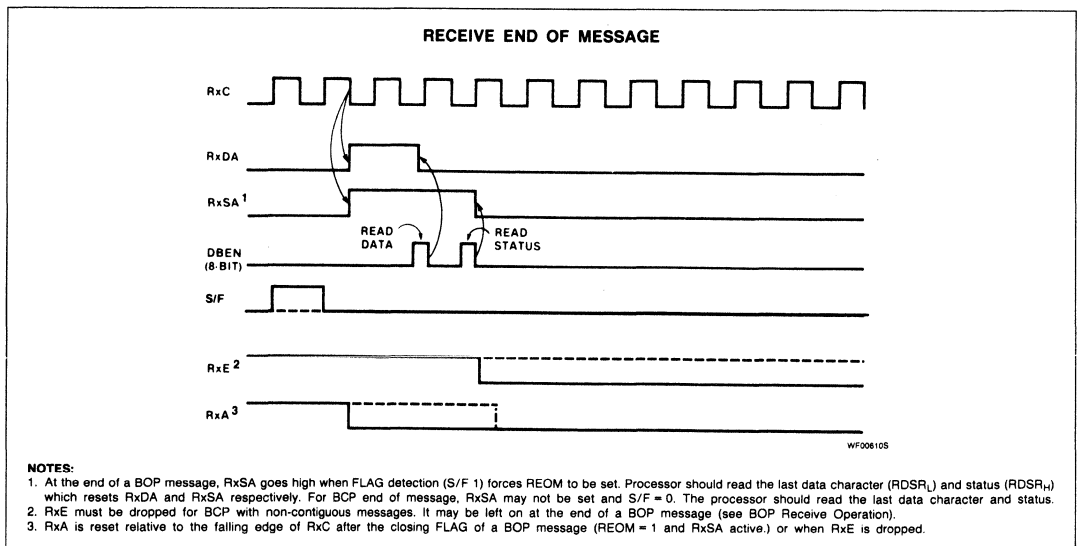 RECEIVE END OF MESSAGE
RxC
RxDA
RxSA 1
READ DATA
READ STATUS
DBEN
(8-BIT)
S/F
RxE 2
RxA 3
WF00610S
NOTES:
1. At the end of a BOP message, RxSA goes high when FLAG detection (S/F 1) forces REOM to be set. Processor should read the last data character (RDSRL) and status (RDSRH)
which resets RxDA and RxSA respectively. For BCP end of message, RxSA may not be set and S/F = 0. The processor should read the last data character and status.
2. RxE must be dropped for BCP with non-contiguous messages. It may be left on at the end of a BOP message (see BOP Receive Operation).
3. RxA is reset relative to the falling edge of RxC after the closing FLAG of a BOP message (REOM = 1 and RxSA active.) or when RxE is dropped.